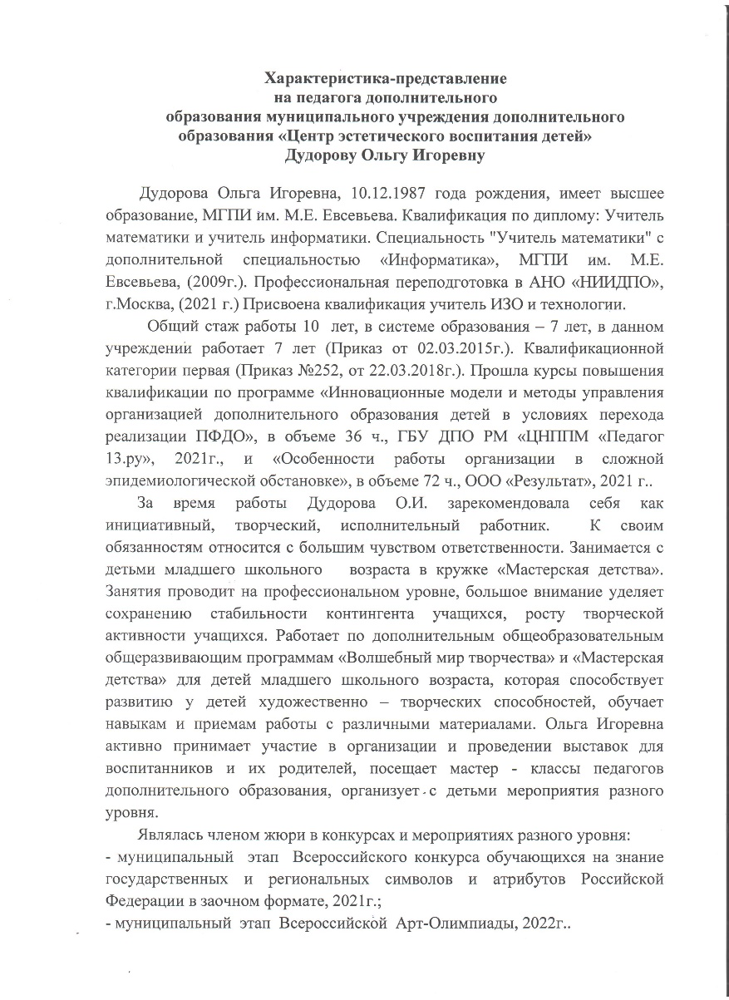 Характеристика-представление
на педагога дополнительного
образования муниципального учреждения дополнительного
образования «Центр эстетического воспитания детей»
Дудорову Ольгу Игоревну
Дудорова Ольга Игоревна, 10.12.1987 года рождения, имеет высшее
образование, МГПИ им. М.Е. Евсевьева. Квалификация по диплому: Учитель
математики и учитель информатики. Специальность "Учитель математики" с
дополнительной специальностью «Информатика», МГПИ им. М.Е.
Евсевьева, (2009г.). Профессиональная переподготовка в АНО «НИИДПО»,
г.Москва, (2021 г.) Присвоена квалификация учитель ИЗО и технологии.
Общий стаж работы 10 лет, в системе образования – 7 лет, в данном
учреждении работает 7 лет (Приказ от 02.03.2015г.). Квалификационной
категории первая (Приказ №252, от 22.03.2018г.). Прошла курсы повышения
квалификации по программе «Инновационные модели и методы управления
организацией дополнительного образования детей в условиях перехода
реализации ПФДО», в объеме 36 ч., ГБУ ДПО РМ «ЦНППМ «Педагог
13.ру», 2021г., и «Особенности работы организации в сложной
эпидемиологической обстановке», в объеме 72 ч., ООО «Результат», 2021 г..
За время работы Дудорова О.И. зарекомендовала себя как
инициативный, творческий, исполнительный работник. К своим
обязанностям относится с большим чувством ответственности. Занимается с
детьми младшего школьного возраста в кружке «Мастерская детства».
Занятия проводит на профессиональном уровне, большое внимание уделяет
сохранению стабильности контингента учащихся, росту творческой
активности учащихся. Работает по дополнительным общеобразовательным
общеразвивающим программам «Волшебный мир творчества» и «Мастерская
детства» для детей младшего школьного возраста, которая способствует
развитию у детей художественно – творческих способностей, обучает
навыкам и приемам работы с различными материалами. Ольга Игоревна
активно принимает участие в организации и проведении выставок для
воспитанников и их родителей, посещает мастер - классы педагогов
дополнительного образования, организует с детьми мероприятия разного
уровня.
Являлась членом жюри в конкурсах и мероприятиях разного уровня:
- муниципальный этап Всероссийского конкурса обучающихся на знание
государственных и региональных символов и атрибутов Российской
Федерации в заочном формате, 2021г.;
- муниципальный этап Всероссийской Арт-Олимпиады, 2022г..